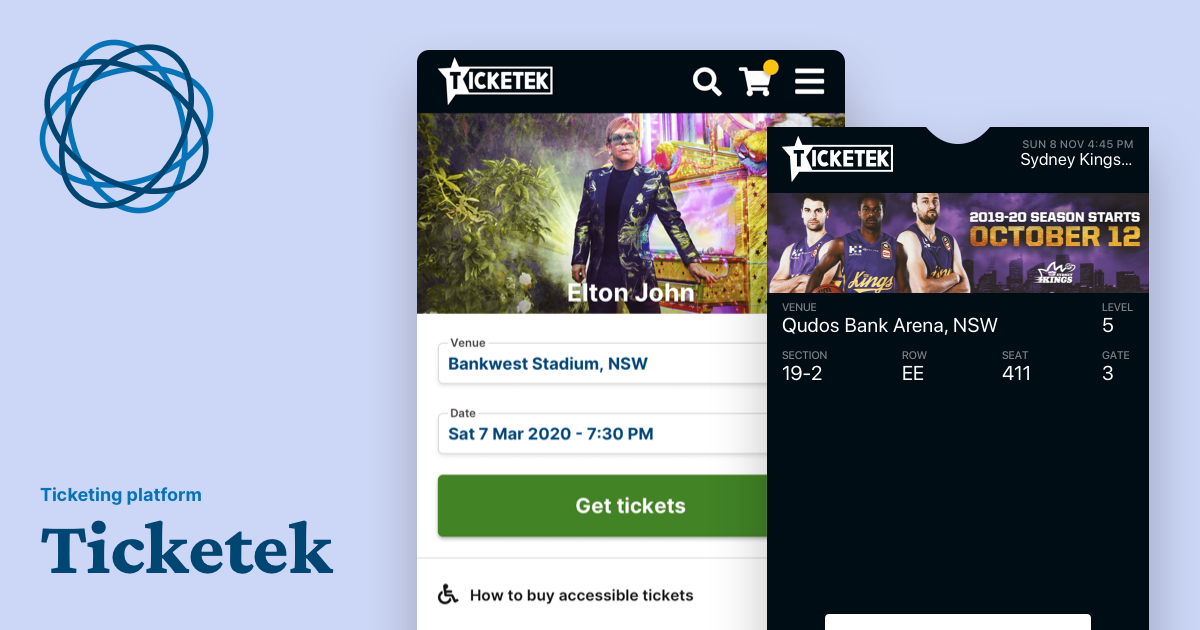 Ticketing platform
Ticketek
TICKETEK
Elton John
Venue
Bankwest Stadium, NSW
Date
Sat 7 Mar 2020 - 7:30 PM
Get tickets
How to buy accessible tickets
TICKETEK
SUN 8 NOV 4:45 PM
Sydney Kings...
2019-20 SEASON STARTS
OCTOBER 12
Kings
SYDNEY
KINGS
VENUE
Qudos Bank Arena, NSW
LEVEL
5
SECTION ROW SEAT GATE
19-2 EE 411 3